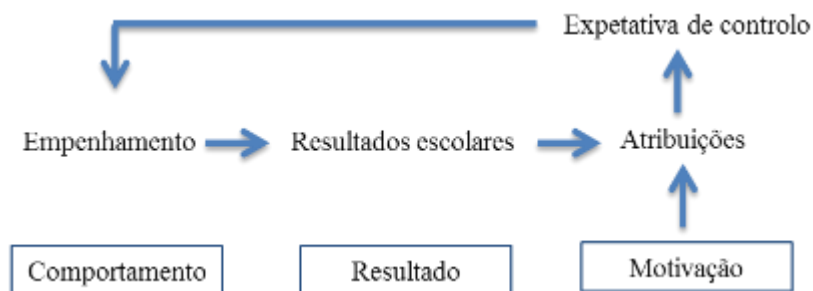 Expetativa de controlo
Empenhamento Resultados escolares Atribuições
Comportamento Resultado Motivação